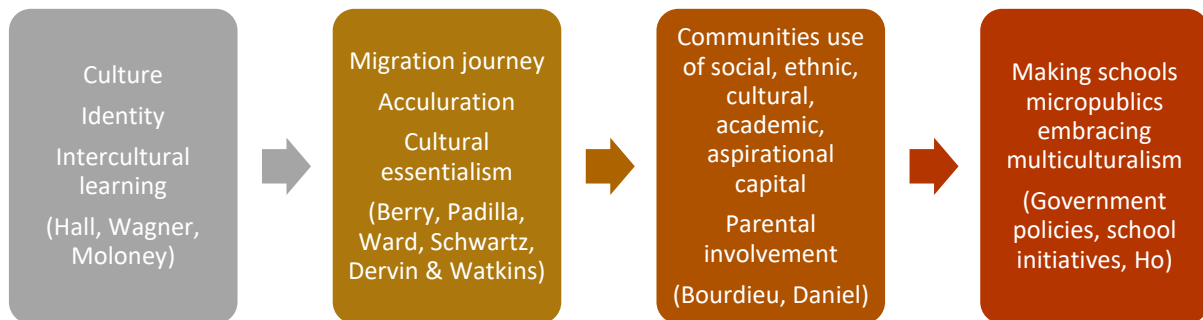 Culture
Identity
Intercultural
learning
(Hall, Wagner,
Moloney)
Migration journey
Acculuration
Cultural
essentialism
(Berry, Padilla,
Ward, Schwartz,
Dervin & Watkins)
Communities use
of social, ethnic,
cultural,
academic,
aspirational
capital
Parental
involvement
(Bourdieu, Daniel)
Making schools
micropublics
embracing
multiculturalism
(Government
policies, school
initiatives, Ho)